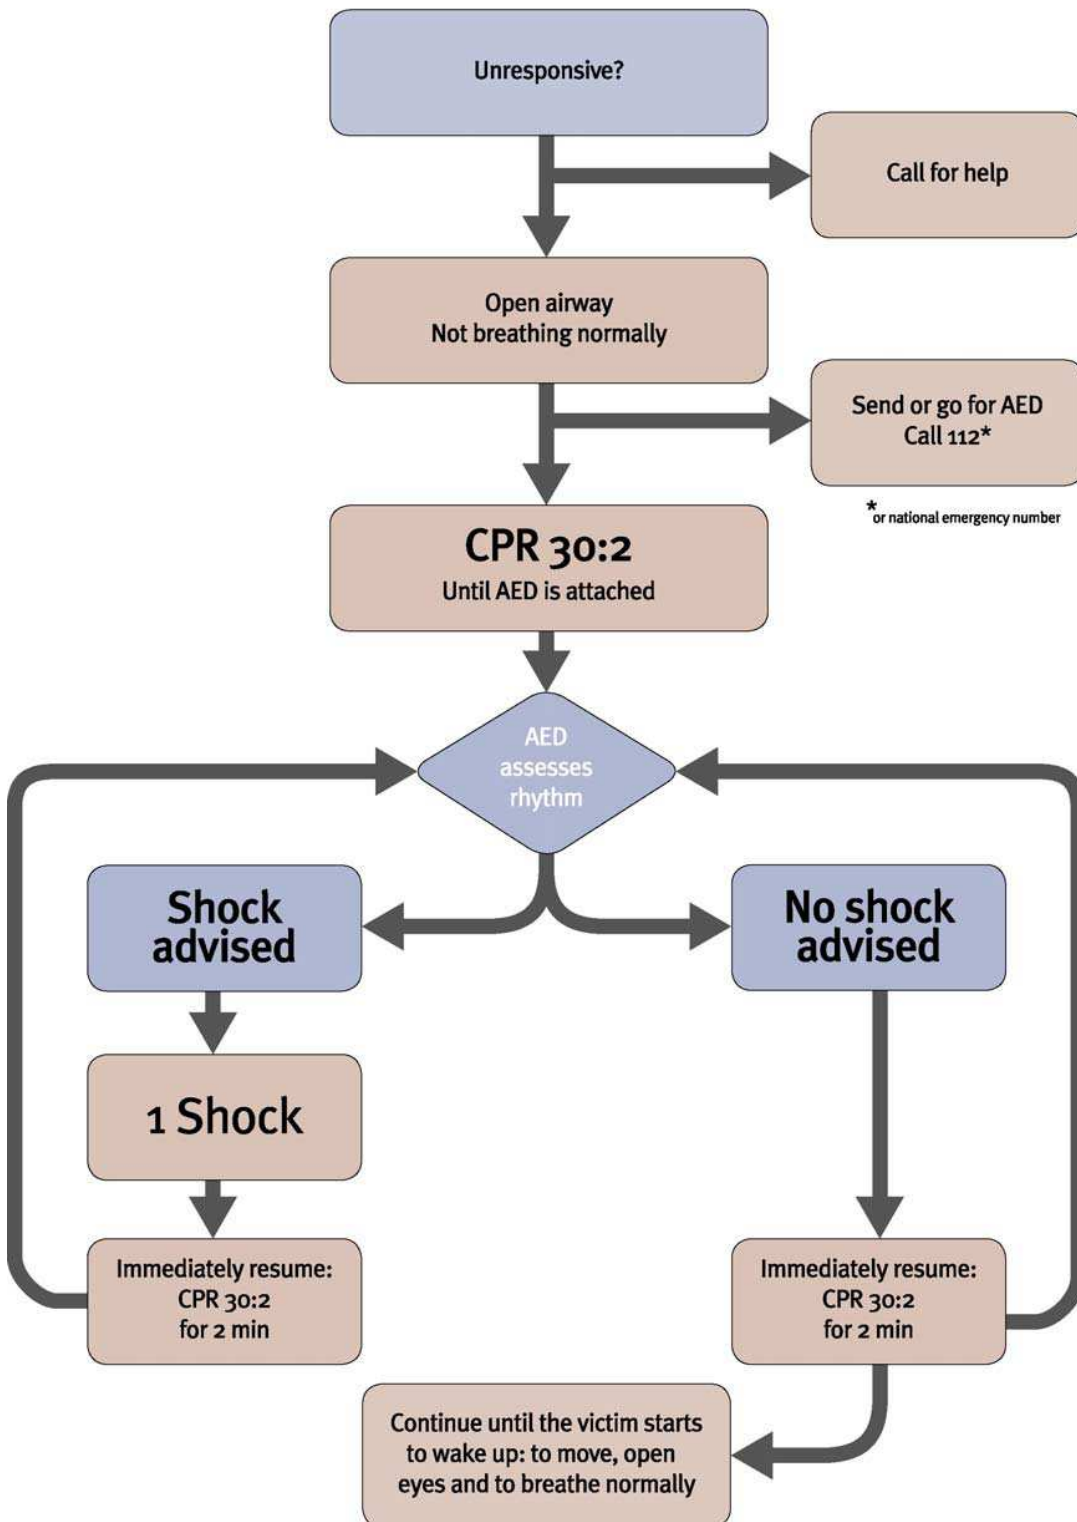 Unresponsive?
Call for help
Open airway
Not breathing normally
Send or go for AED
Call 112*
*or national emergency number
CPR 30:2
Until AED is attached
AED
assesses
rhythm
Shock
advised
No shock
advised
1 Shock
Immediately resume:
CPR 30:2
for 2 min
Immediately resume:
CPR 30:2
for 2 min
Continue until the victim starts
to wake up: to move, open
eyes and to breathe normally